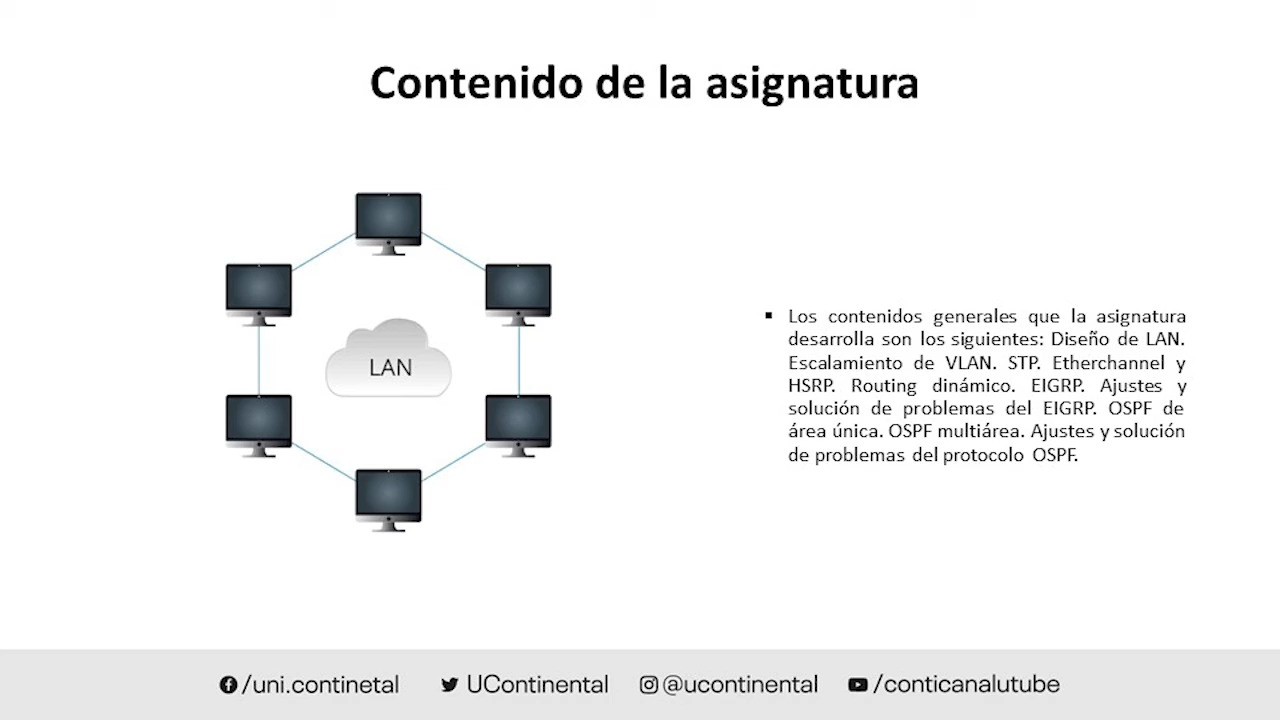 Contenido de la asignatura
LAN
▪ Los contenidos generales que la asignatura
desarrolla son los siguientes: Diseño de LAN.
Escalamiento de VLAN. STP. Etherchannel y
HSRP. Routing dinámico. EIGRP. Ajustes y
solución de problemas del EIGRP. OSPF de
área única. OSPF multiárea. Ajustes y solución
de problemas del protocolo OSPF.
/uni.continetal UContinental @ucontinental /conticanalutube